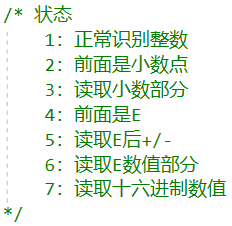 /* 状态
1: 正常识别整数
2: 前面是小数点
3: 读取小数部分
4: 前面是E
5: 读取E后+/-
6: 读取E数值部分
7: 读取十六进制数值
*/